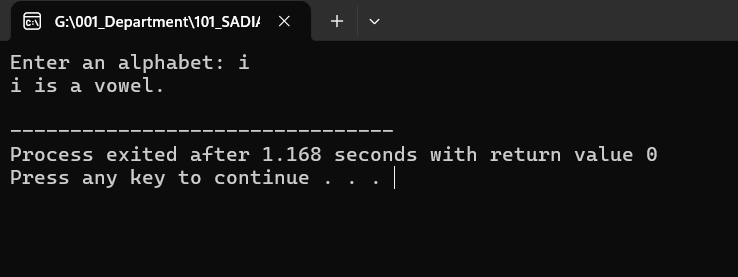 G:\001_Department\101_SADIA
Enter an alphabet: i
i is a vowel.
--------------------------------
Process exited after 1.168 seconds with return value 0
Press any key to continue . . .